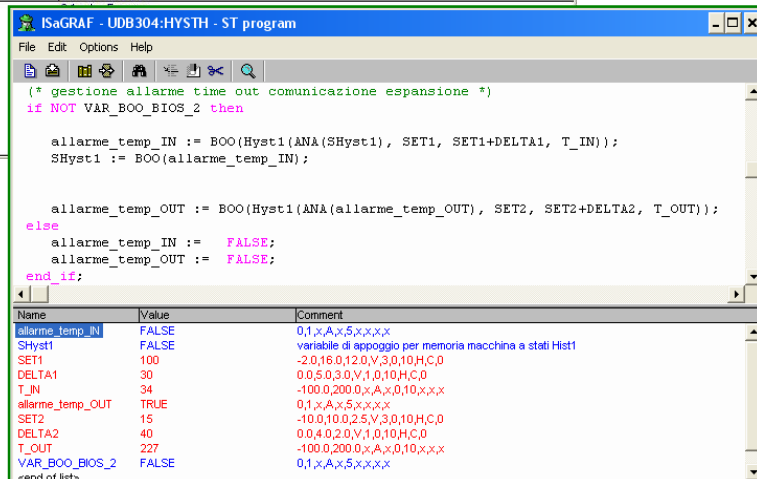 ISaGRAF - UDB304:HYSTH - ST program
File Edit Options Help
(* gestione allarme time out comunicazione espansione *)
if NOT VAR_BOO_BIOS_2 then
allarme_temp_IN := BOO(Hyst1(ANA(SHyst1), SET1, SET1+DELTA1, T_IN));
SHyst1 := BOO(allarme_temp_IN);
allarme_temp_OUT := BOO(Hyst1(ANA(allarme_temp_OUT), SET2, SET2+DELTA2, T_OUT));
else
allarme_temp_IN := FALSE;
allarme_temp_OUT := FALSE;
end_if;
Name Value Comment
allarme_temp_IN FALSE 0,1,x,A,x,5,x,x,x,x
SHyst1 FALSE variabile di appoggio per memoria macchina a stati Hist1
SET1 100 -2.0,16.0,12.0,V,3,0,10,H,C,0
DELTA1 30 0.0,5.0,3.0,V,1,0,10,H,C,0
T_IN 34 -100.0,200.0,x,A,x,0,10,x,x,x
allarme_temp_OUT TRUE 0,1,x,A,x,5,x,x,x,x
SET2 15 -10.0,10.0,2.5,V,3,0,10,H,C,0
DELTA2 40 0.0,4.0,2.0,V,1,0,10,H,C,0
T_OUT 227 -100.0,200.0,x,A,x,0,10,x,x,x
VAR_BOO_BIOS_2 FALSE 0,1,x,A,x,5,x,x,x,x
<end of list>